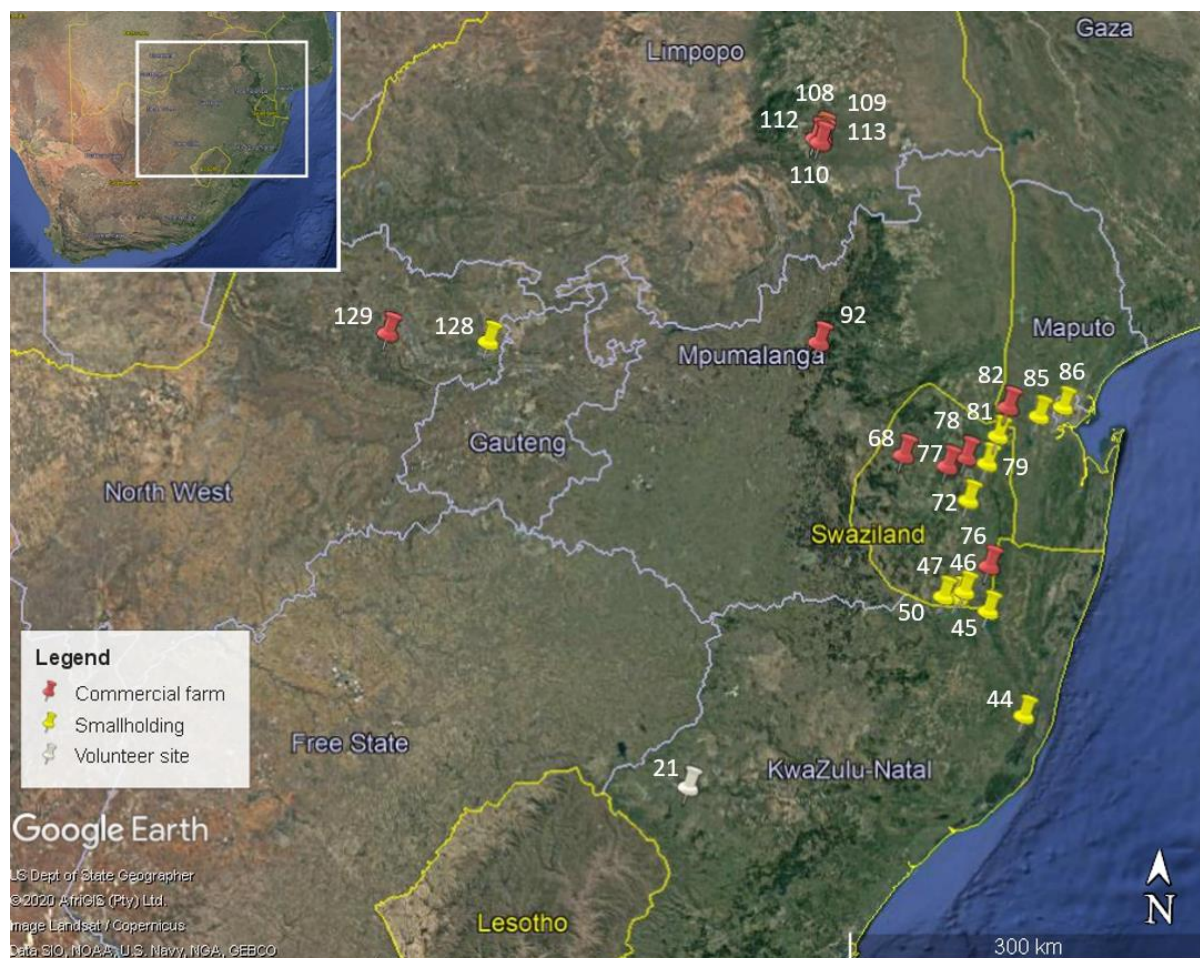 Limpopo
Gaza
108
109
112
113
110
129
128
92
Mpumalanga
Maputo
82
85
86
81
78
68
77
79
72
Gauteng
North West
Swaziland
76
47
46
50
45
44
Legend
Commercial farm
Smallholding
Volunteer site
Free State
21
KwaZulu-Natal
Google Earth
US Dept of State Geographer
©2020 AfriGIS (Pty) Ltd.
Image Landsat / Copernicus
Data SIO, NOAA, U.S. Navy, NGA, GEBCO
Lesotho
N
300 km